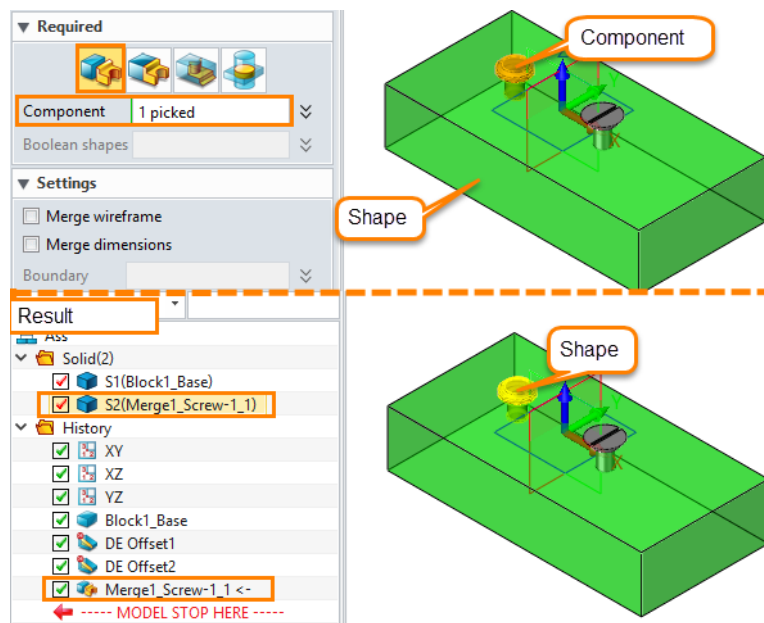 Required
Component
1 picked
Boolean shapes
Settings
Merge wireframe
Merge dimensions
Boundary
Component
Shape
Result
Ass
Solid(2)
S1(Block1_Base)
S2(Merge1_Screw-1_1)
History
XY
XZ
YZ
Block1_Base
DE Offset1
DE Offset2
Merge1_Screw-1_1 <-
----- MODEL STOP HERE -----
Shape